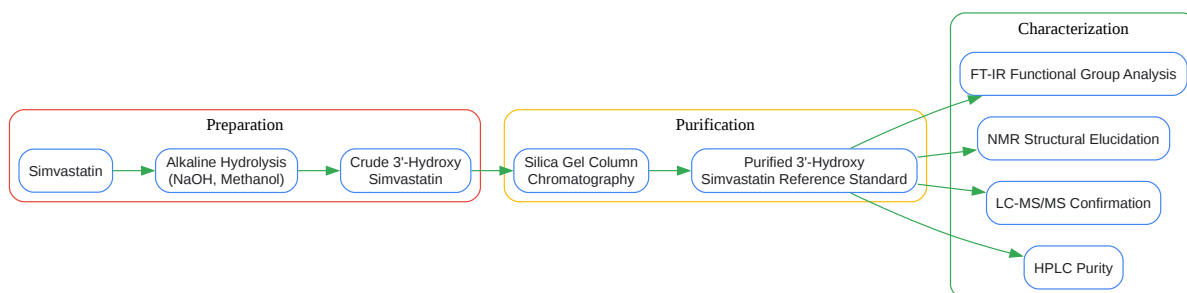 Preparation
Simvastatin
Alkaline Hydrolysis
(NaOH, Methanol)
Crude 3'-Hydroxy
Simvastatin
Purification
Silica Gel Column
Chromatography
Purified 3'-Hydroxy
Simvastatin Reference Standard
Characterization
FT-IR Functional Group Analysis
NMR Structural Elucidation
LC-MS/MS Confirmation
HPLC Purity